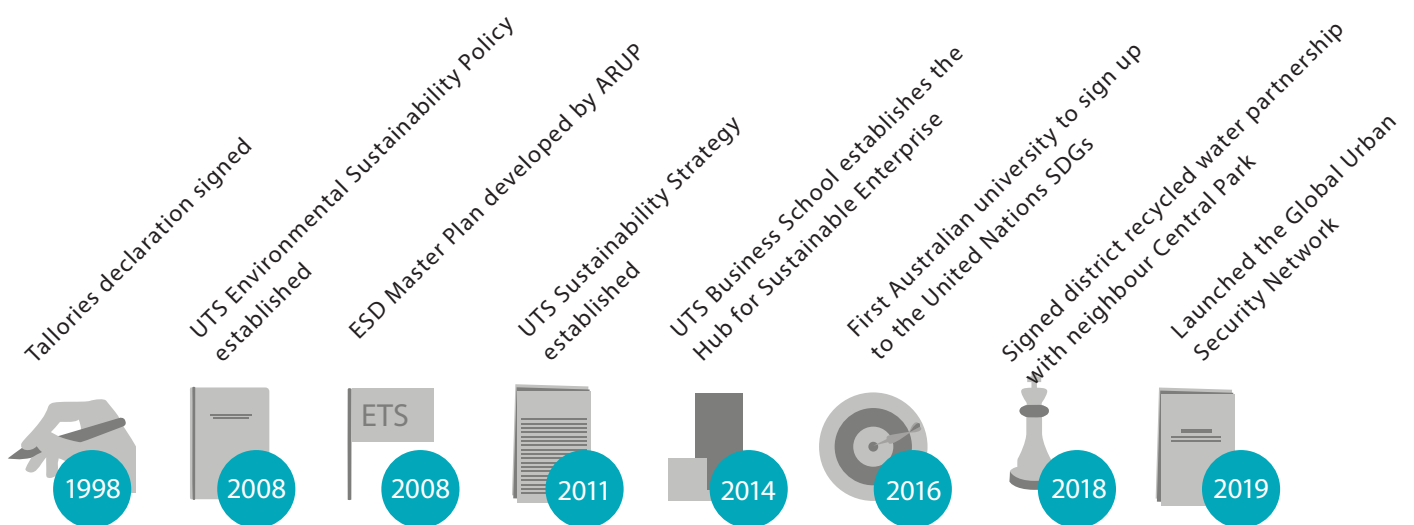 Tallories declaration signed
1998
UTS Environmental Sustainability Policy
established
2008
ESD Master Plan developed by ARUP
ETS
2008
UTS Sustainability Strategy
established
2011
UTS Business School establishes the
Hub for Sustainable Enterprise
2014
First Australian university to sign up
to the United Nations SDGs
2016
Signed district recycled water partnership
with neighbour Central Park
2018
Launched the Global Urban
Security Network
2019